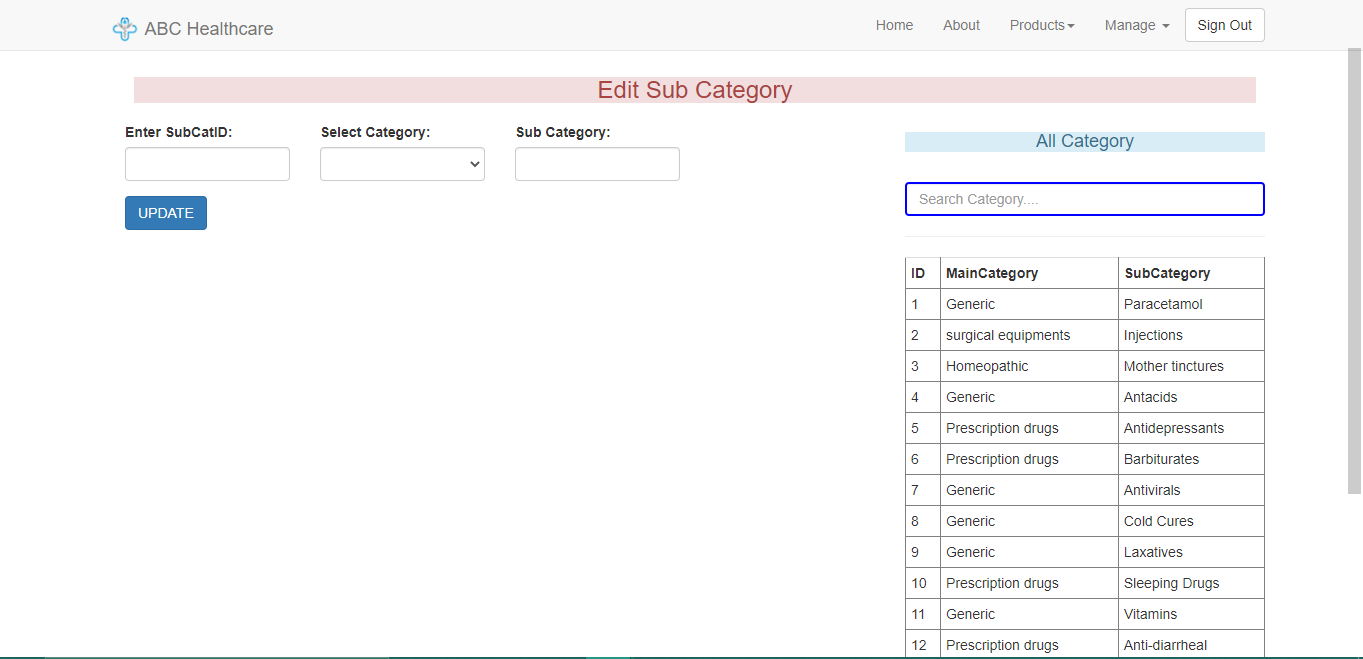 ABC Healthcare Home About Products Manage Sign Out
Edit Sub Category
Enter SubCatID: Select Category: Sub Category:
UPDATE
All Category
Search Category....
ID MainCategory SubCategory
1 Generic Paracetamol
2 surgical equipments Injections
3 Homeopathic Mother tinctures
4 Generic Antacids
5 Prescription drugs Antidepressants
6 Prescription drugs Barbiturates
7 Generic Antivirals
8 Generic Cold Cures
9 Generic Laxatives
10 Prescription drugs Sleeping Drugs
11 Generic Vitamins
12 Prescription drugs Anti-diarrheal